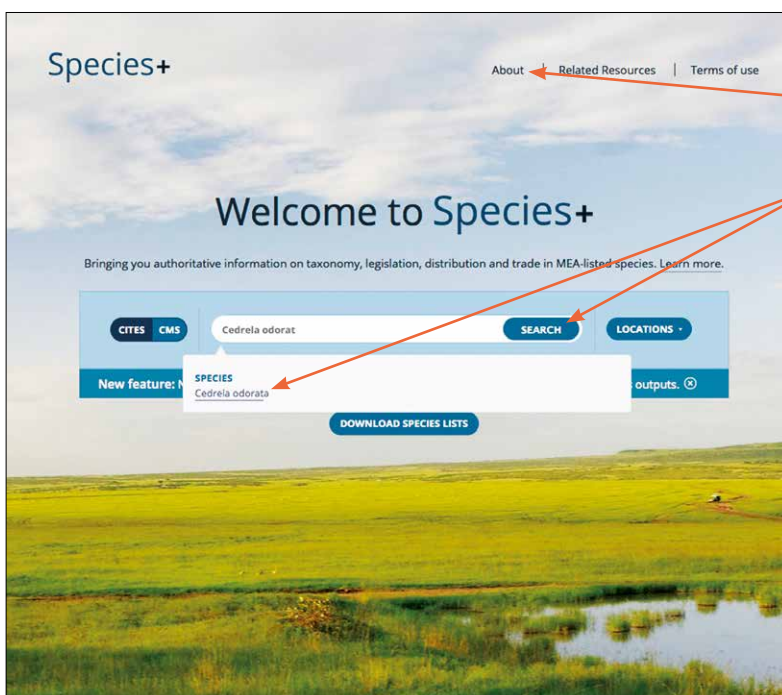 Species+
About | Related Resources | Terms of use
Welcome to Species+
Bringing you authoritative information on taxonomy, legislation, distribution and trade in MEA-listed species. Learn more.
CITES CMS Cedrela odorat SEARCH LOCATIONS
New feature: outputs.
SPECIES
Cedrela odorata
DOWNLOAD SPECIES LISTS